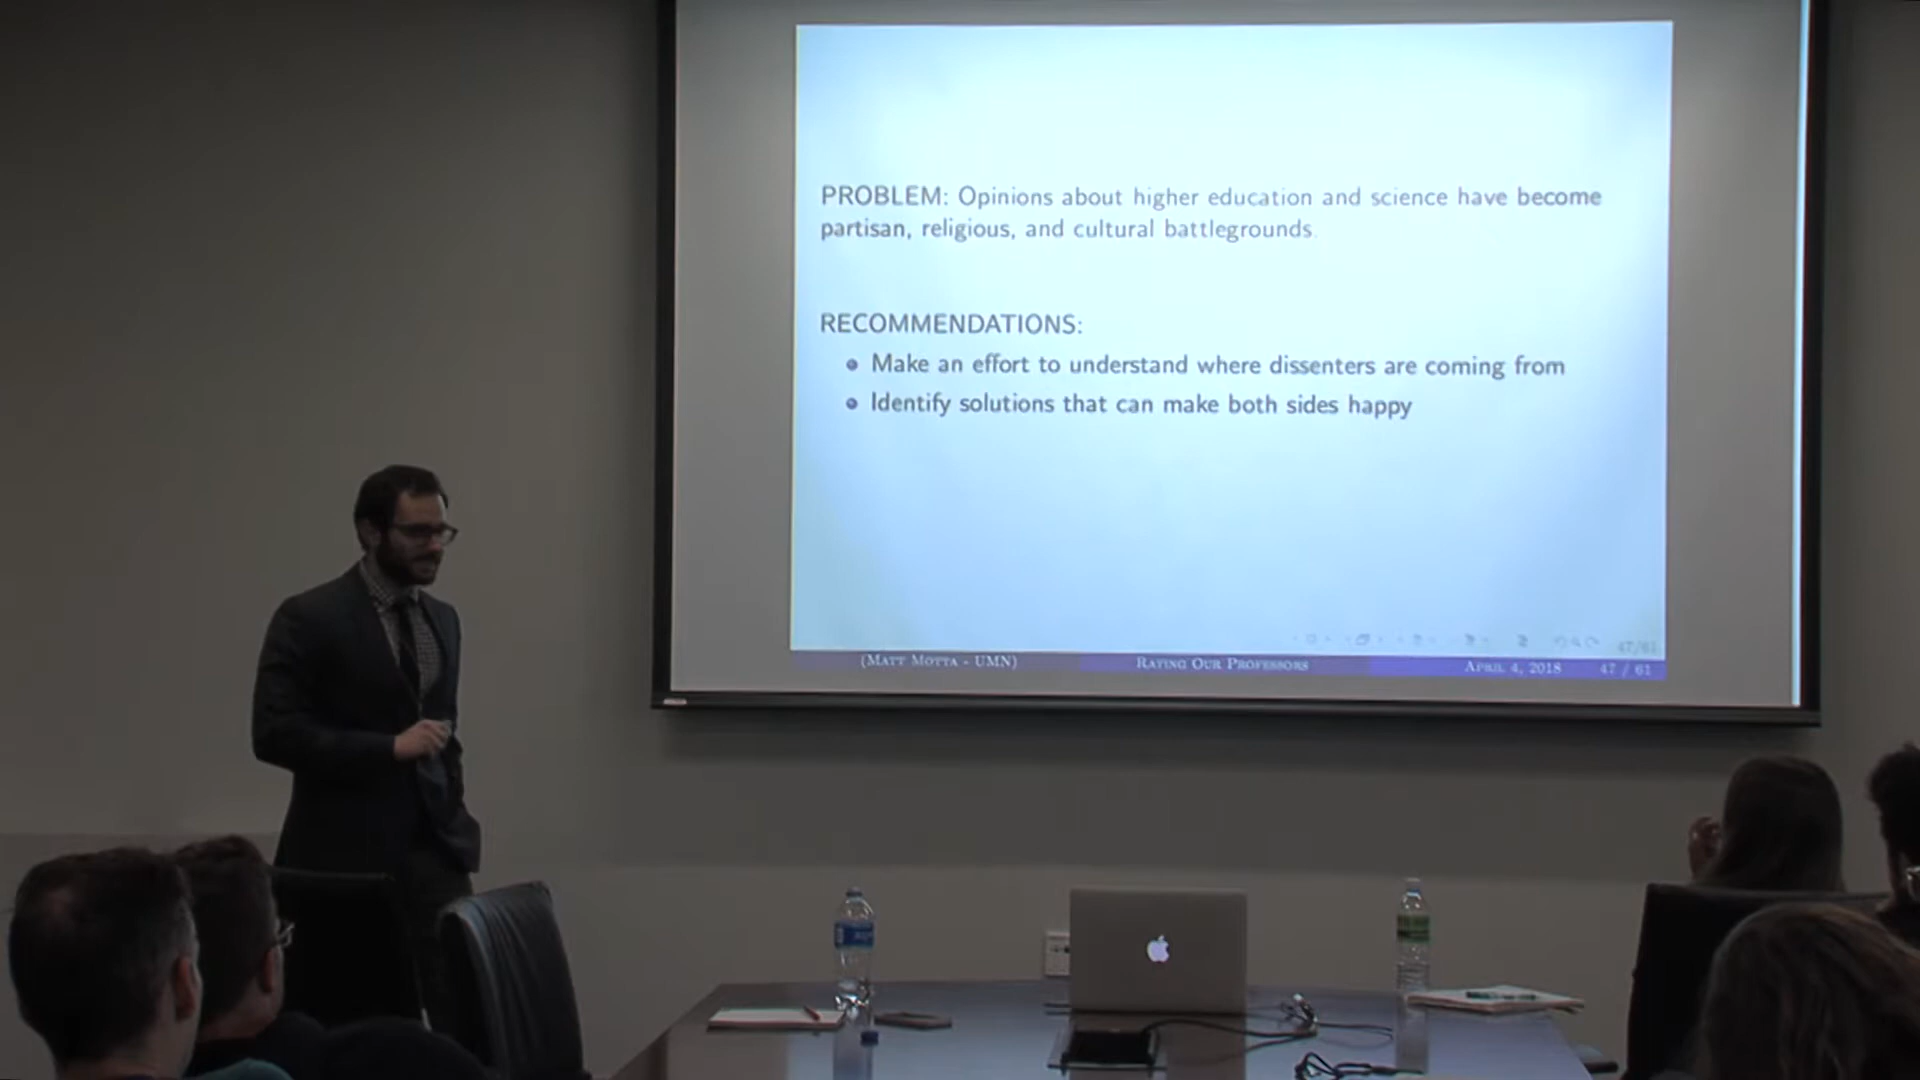 PROBLEM: Opinions about higher education and science have become
partisan, religious, and cultural battlegrounds.
RECOMMENDATIONS:
Make an effort to understand where dissenters are coming from
Identify solutions that can make both sides happy
47/61
(Matt Motta - UMN) Rating Our Professors April 4, 2018 47 / 61